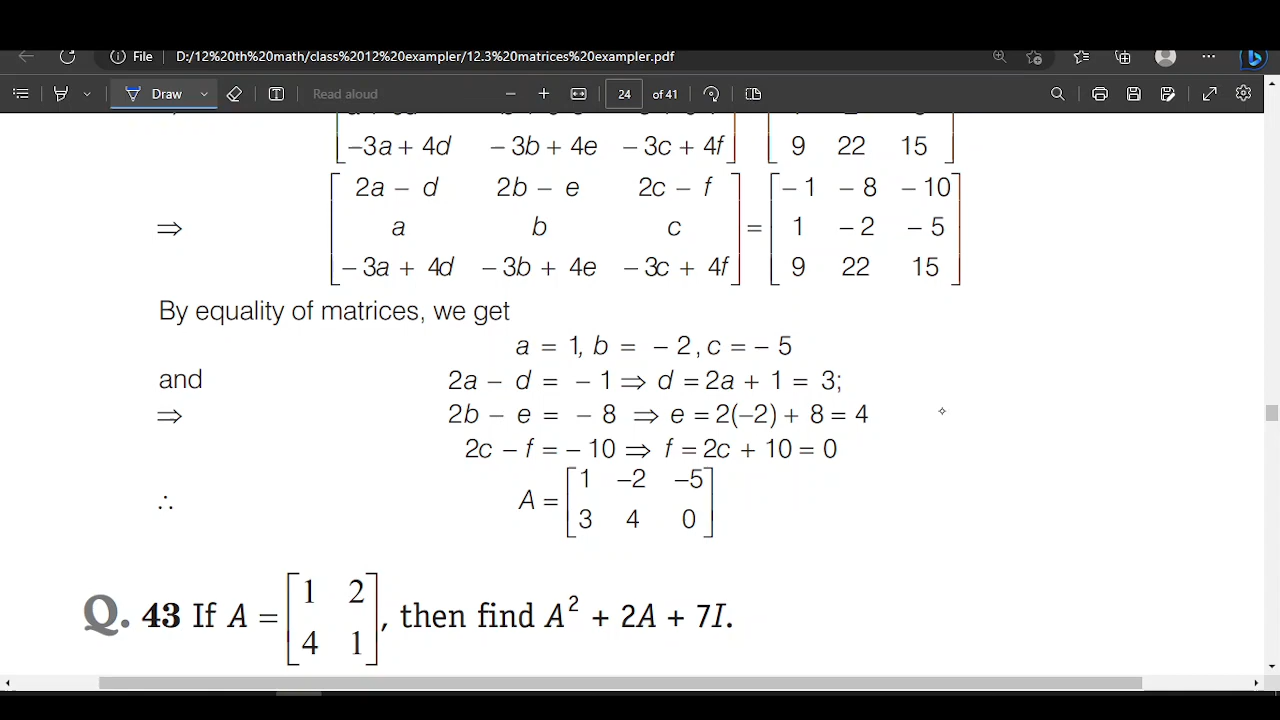 File D:/12%20th%20math/class%2012%20exampler/12.3%20matrices%20exampler.pdf
Draw Read aloud 24 of 41
−3a + 4d −3b + 4e −3c + 4f 9 22 15
2a − d 2b − e 2c − f −1 −8 −10
⇒ a b c = 1 −2 −5
−3a + 4d −3b + 4e −3c + 4f 9 22 15
By equality of matrices, we get
a = 1, b = −2, c = −5
and 2a − d = −1 ⇒ d = 2a + 1 = 3;
⇒ 2b − e = −8 ⇒ e = 2(−2) + 8 = 4
2c − f = −10 ⇒ f = 2c + 10 = 0
1 −2 −5
∴ A =
3 4 0
1 2
Q. 43 If A = , then find A² + 2A + 7I.
4 1